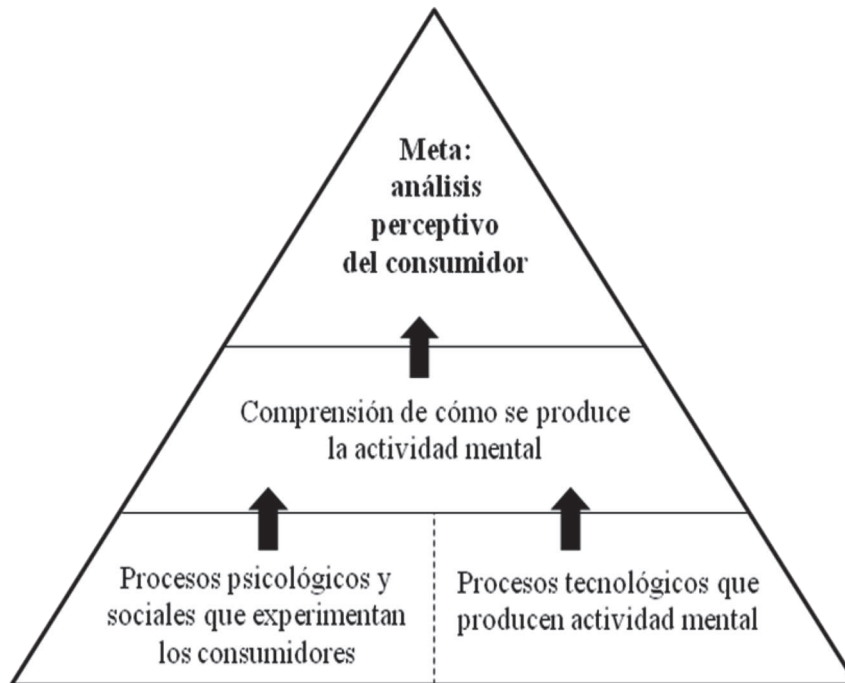 Meta:
análisis
perceptivo
del consumidor
Comprensión de cómo se produce
la actividad mental
Procesos psicológicos y
sociales que experimentan
los consumidores
Procesos tecnológicos que
producen actividad mental